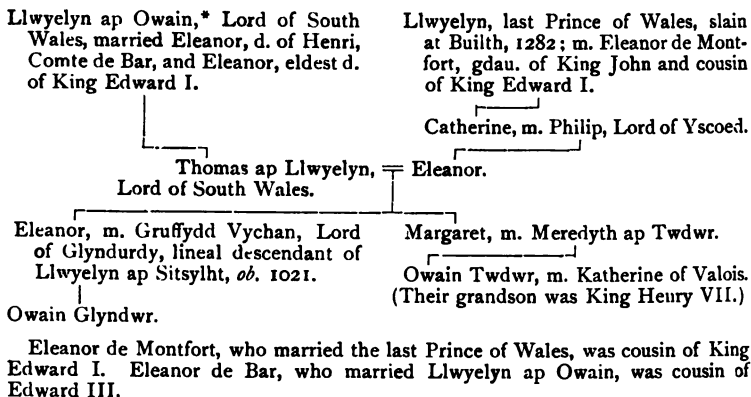 Llwyelyn ap Owain,* Lord of South
Wales, married Eleanor, d. of Henri,
Comte de Bar, and Eleanor, eldest d.
of King Edward I.
Llwyelyn, last Prince of Wales, slain
at Builth, 1282; m. Eleanor de Mont-
fort, gdau. of King John and cousin
of King Edward I.
Catherine, m. Philip, Lord of Yscoed.
Thomas ap Llwyelyn, = Eleanor.
Lord of South Wales.
Eleanor, m. Gruffydd Vychan, Lord
of Glyndurdy, lineal descendant of
Llwyelyn ap Sitsylht, ob. 1021.
Owain Glyndwr.
Margaret, m. Meredyth ap Twdwr.
Owain Twdwr, m. Katherine of Valois.
(Their grandson was King Henry VII.)
Eleanor de Montfort, who married the last Prince of Wales, was cousin of King
Edward I. Eleanor de Bar, who married Llwyelyn ap Owain, was cousin of
Edward III.